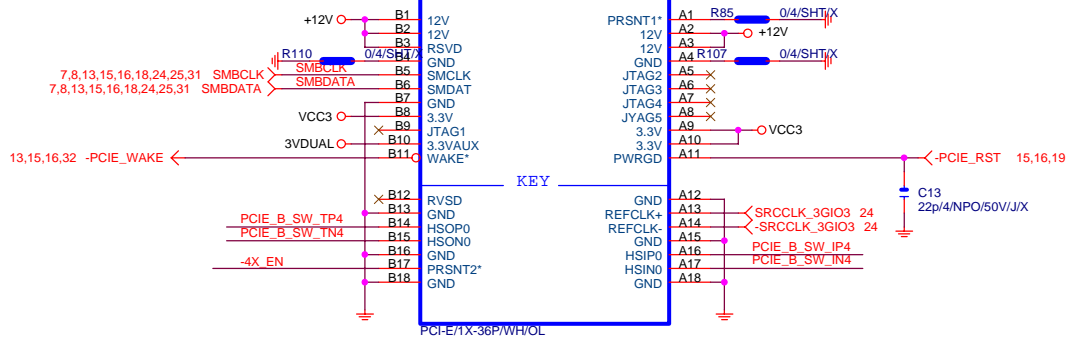 +12V B1 12V PRSNT1* A1 R85 0/4/SHT/X
B2 12V 12V A2 +12V
B3 RSVD 12V A3
R110 0/4/SHT/X B4 GND GND A4 R107 0/4/SHT/X
7,8,13,15,16,18,24,25,31 SMBCLK SMBCLK B5 SMCLK JTAG2 A5
7,8,13,15,16,18,24,25,31 SMBDATA SMBDATA B6 SMDAT JTAG3 A6
B7 GND JTAG4 A7
VCC3 B8 3.3V JYAG5 A8
B9 JTAG1 3.3V A9 VCC3
3VDUAL B10 3.3VAUX 3.3V A10
13,15,16,32 -PCIE_WAKE B11 WAKE* PWRGD A11 -PCIE_RST 15,16,19
KEY
C13
22p/4/NPO/50V/J/X
B12 RVSD GND A12
B13 GND REFCLK+ A13 SRCCLK_3GIO3 24
PCIE_B_SW_TP4 B14 HSOP0 REFCLK- A14 -SRCCLK_3GIO3 24
PCIE_B_SW_TN4 B15 HSON0 GND A15
B16 GND HSIP0 A16 PCIE_B_SW_IP4
-4X_EN B17 PRSNT2* HSIN0 A17 PCIE_B_SW_IN4
B18 GND GND A18
PCI-E/1X-36P/WH/OL